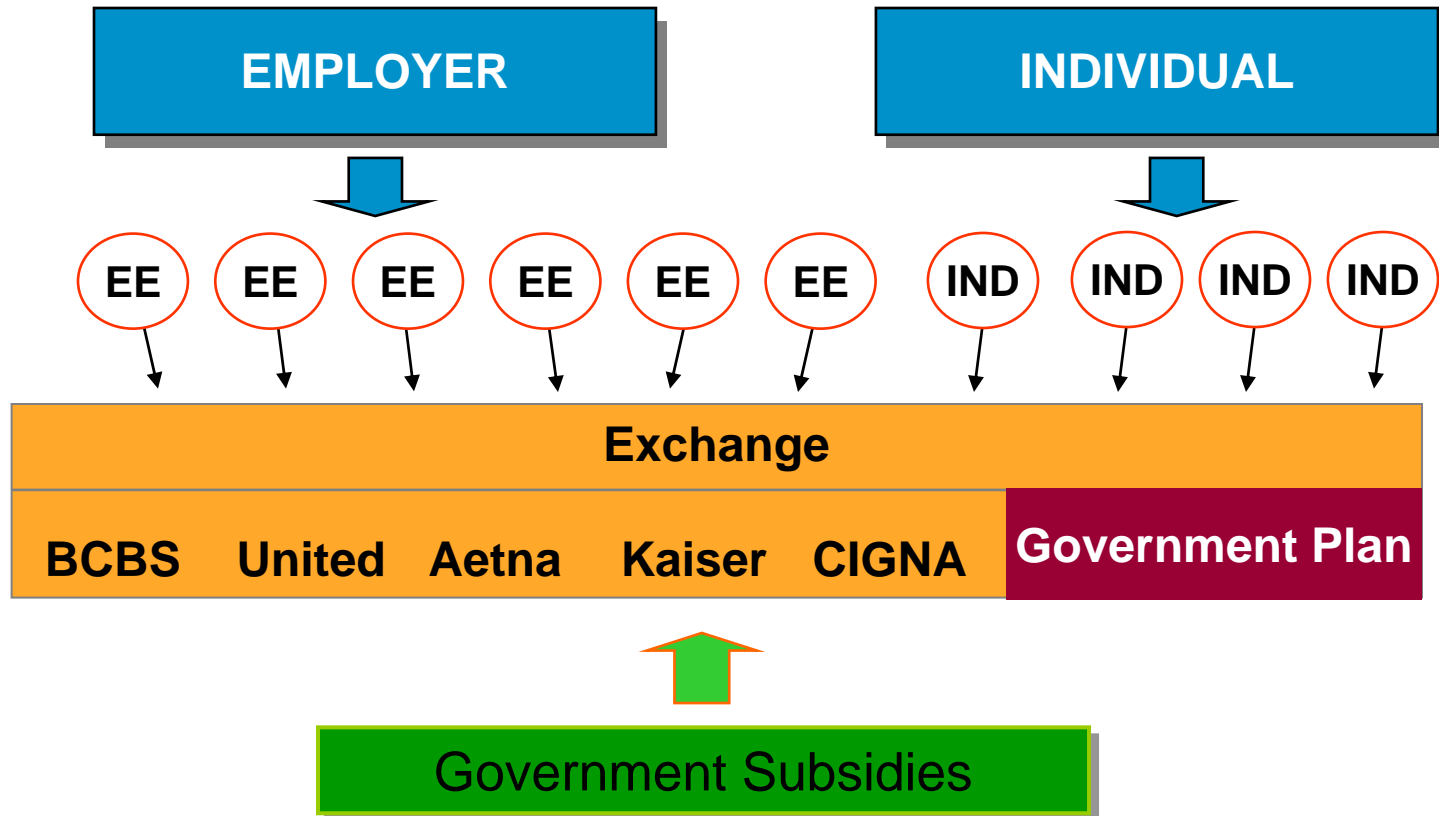 EMPLOYER INDIVIDUAL
EE EE EE EE EE EE IND IND IND IND
Exchange
BCBS United Aetna Kaiser CIGNA Government Plan
Government Subsidies